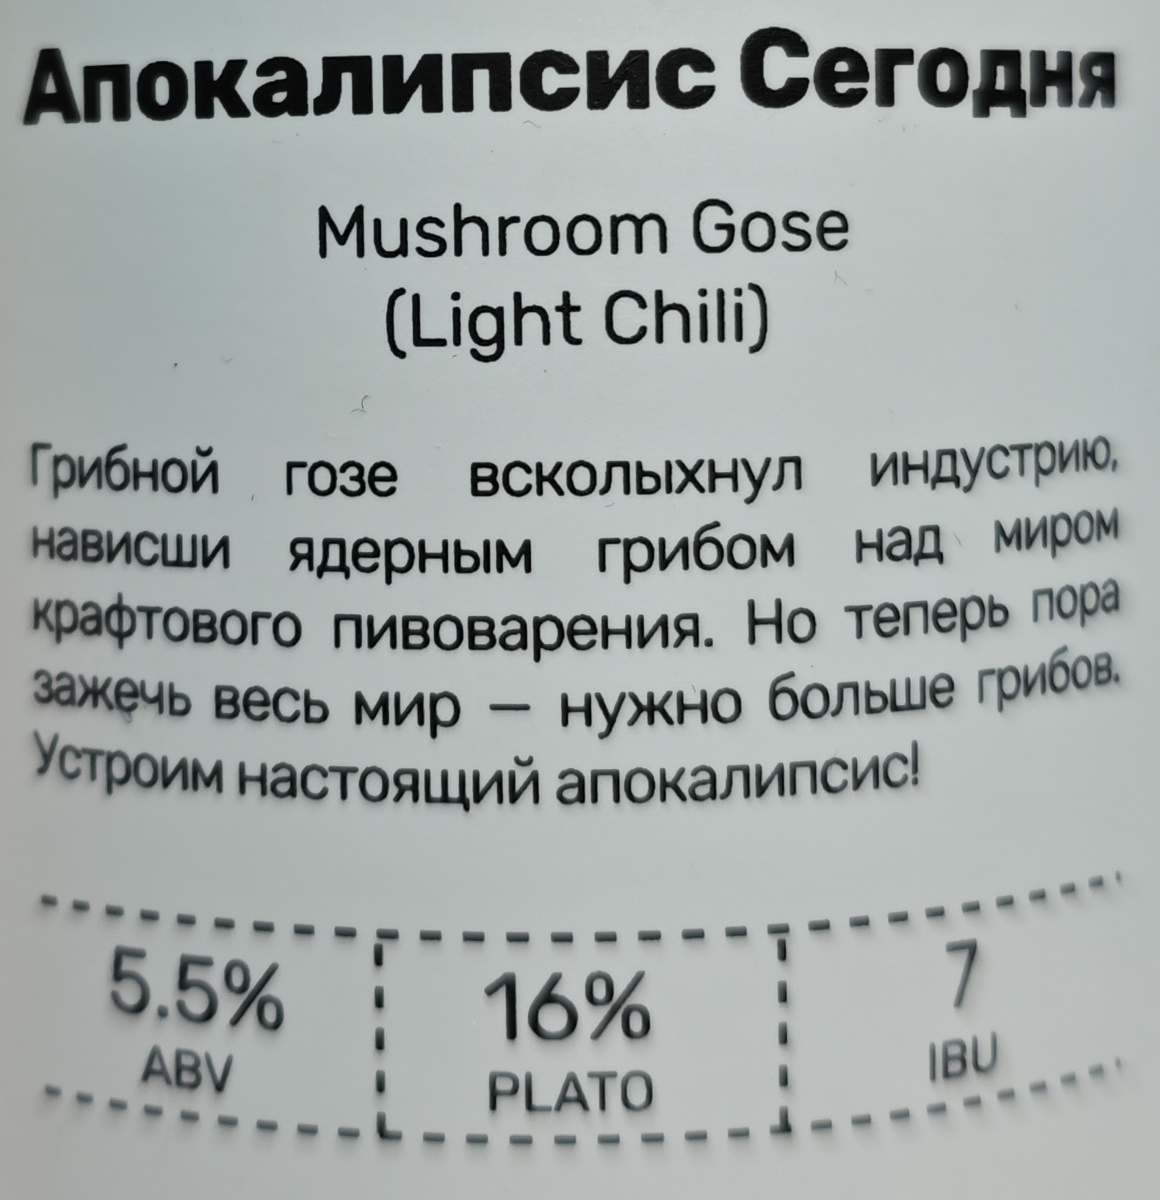 Апокалипсис Сегодня
Mushroom Gose
(Light Chili)
Грибной гозе всколыхнул индустрию,
нависши ядерным грибом над миром
крафтового пивоварения. Но теперь пора
зажечь весь мир — нужно больше грибов.
Устроим настоящий апокалипсис!
5.5% 16% 7
ABV PLATO IBU